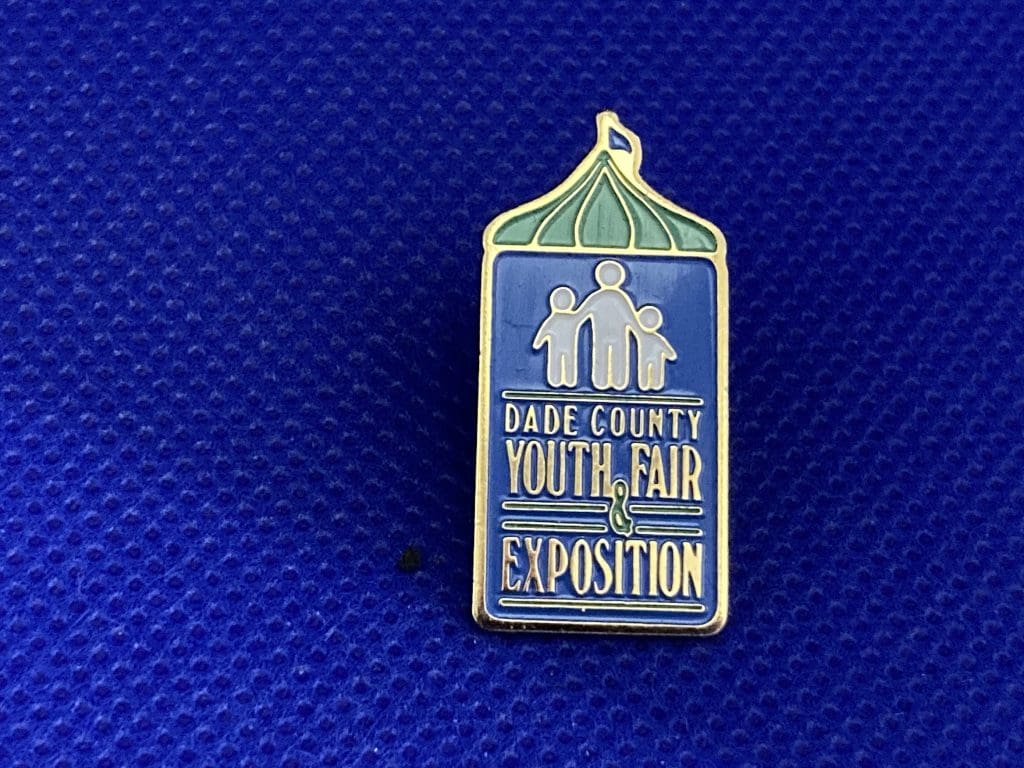 DADE COUNTY
YOUTH FAIR
&
EXPOSITION